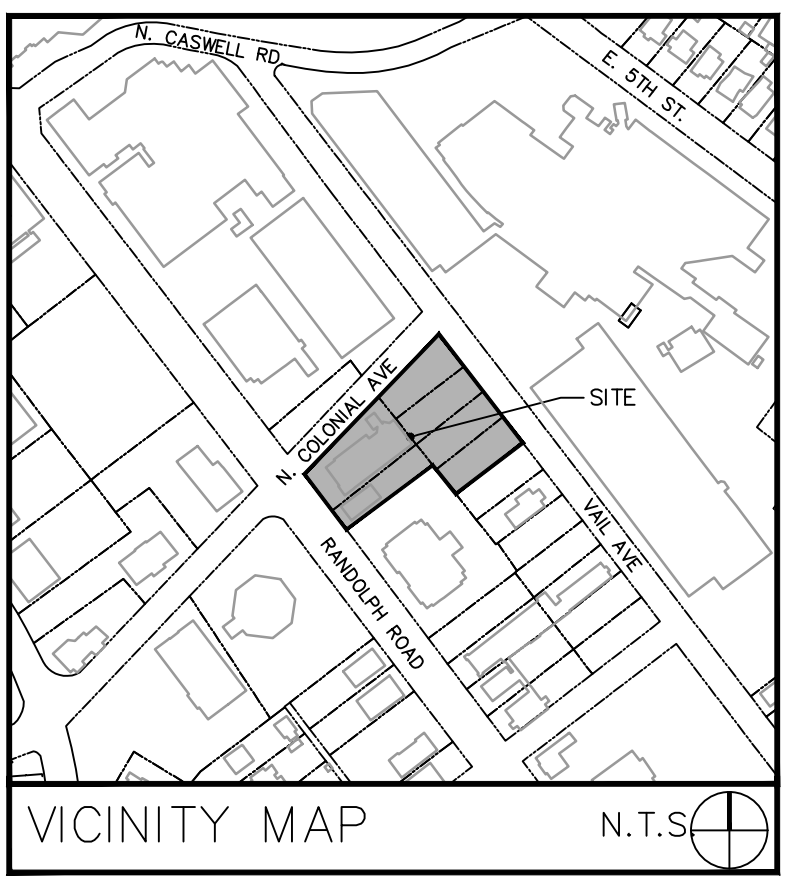 N. CASWELL RD
E. 5TH ST.
N. COLONIAL AVE
SITE
VAIL AVE
RANDOLPH ROAD
VICINITY MAP
N.T.S.